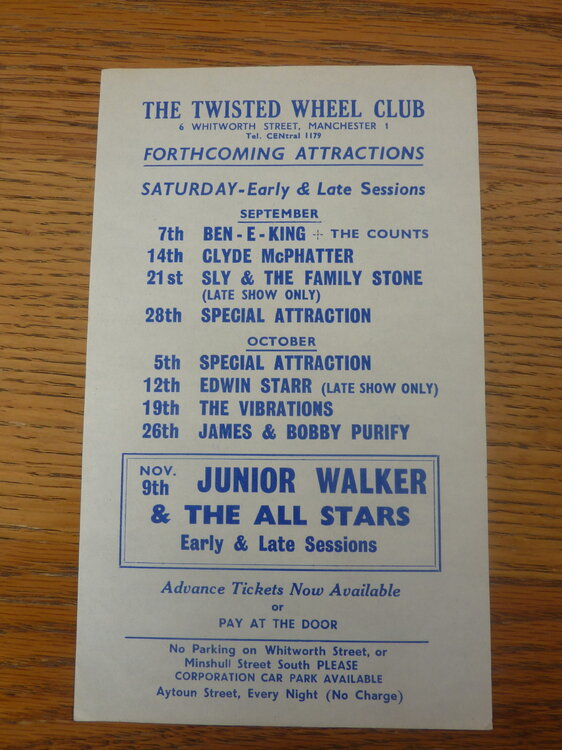 THE TWISTED WHEEL CLUB
6 WHITWORTH STREET, MANCHESTER 1
Tel. CENtral 1179
FORTHCOMING ATTRACTIONS
SATURDAY-Early & Late Sessions
SEPTEMBER
7th BEN-E-KING + THE COUNTS
14th CLYDE McPHATTER
21st SLY & THE FAMILY STONE
(LATE SHOW ONLY)
28th SPECIAL ATTRACTION
OCTOBER
5th SPECIAL ATTRACTION
12th EDWIN STARR (LATE SHOW ONLY)
19th THE VIBRATIONS
26th JAMES & BOBBY PURIFY
NOV. 9th JUNIOR WALKER
& THE ALL STARS
Early & Late Sessions
Advance Tickets Now Available
or
PAY AT THE DOOR
No Parking on Whitworth Street, or
Minshull Street South PLEASE
CORPORATION CAR PARK AVAILABLE
Aytoun Street, Every Night (No Charge)